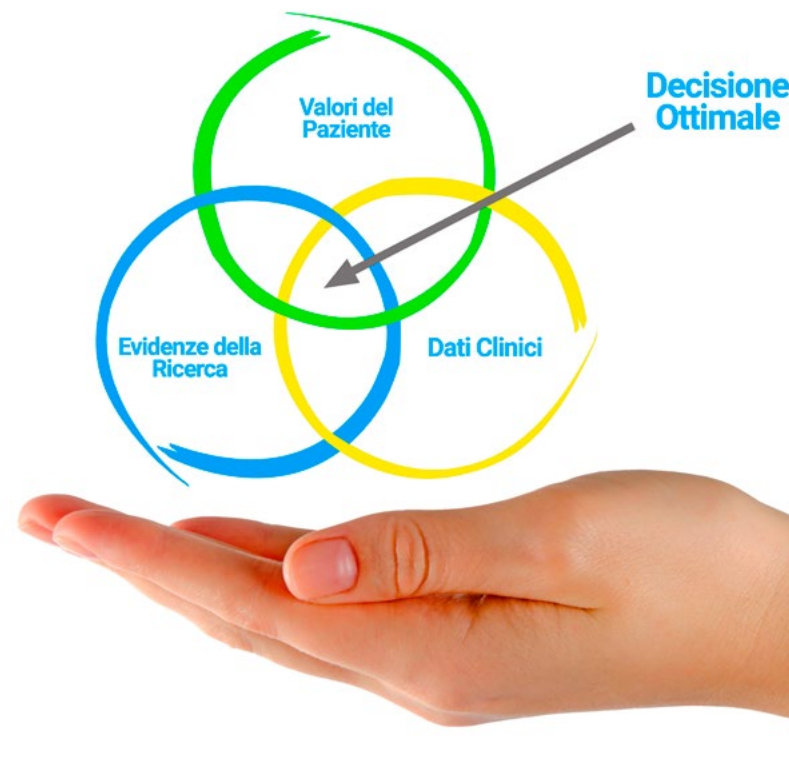 Valori del
Paziente
Decisione
Ottimale
Evidenze della
Ricerca
Dati Clinici